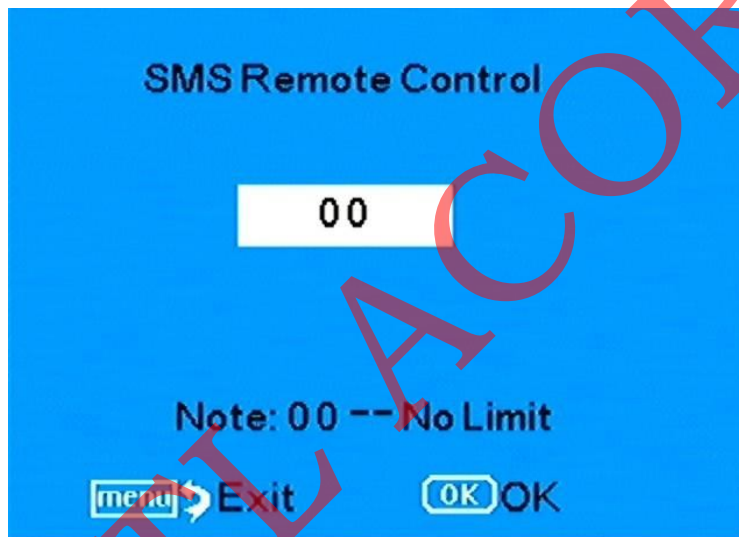 SMS Remote Control
00
Note: 00 -- No Limit
menu Exit OK OK